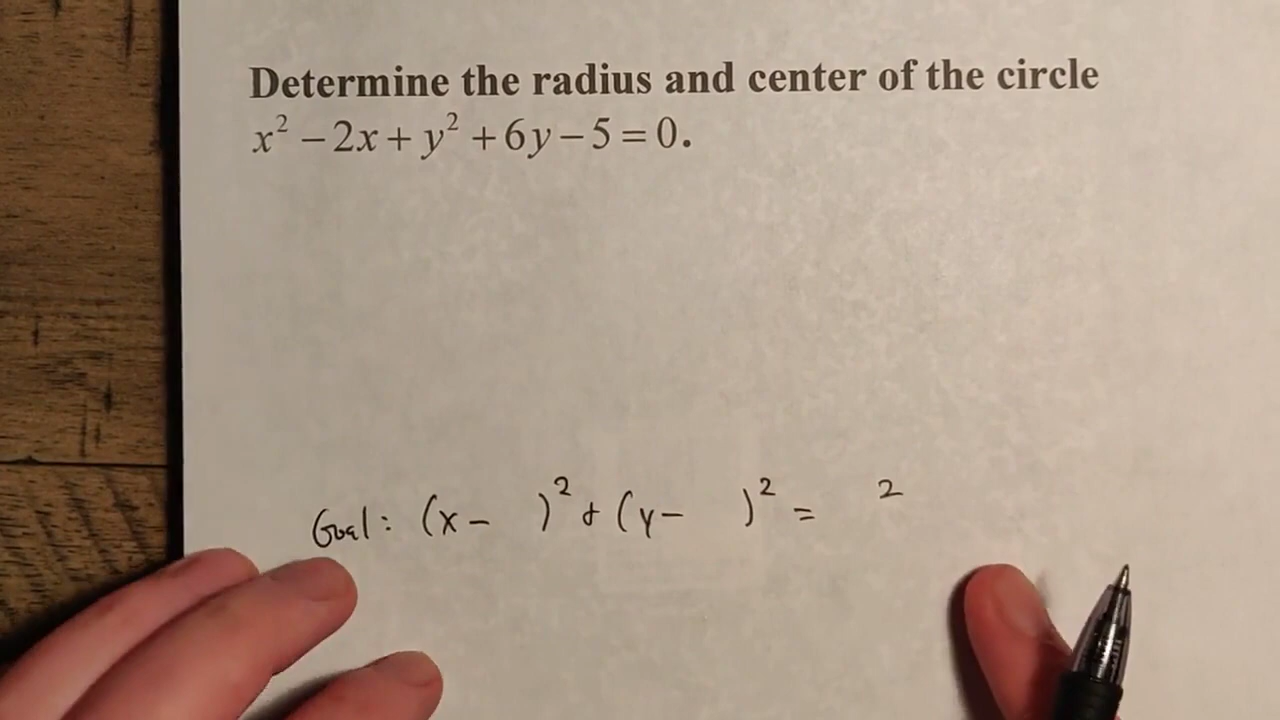 Determine the radius and center of the circle
x² − 2x + y² + 6y − 5 = 0.
Goal: (x −   )² + (y −   )² =   ²